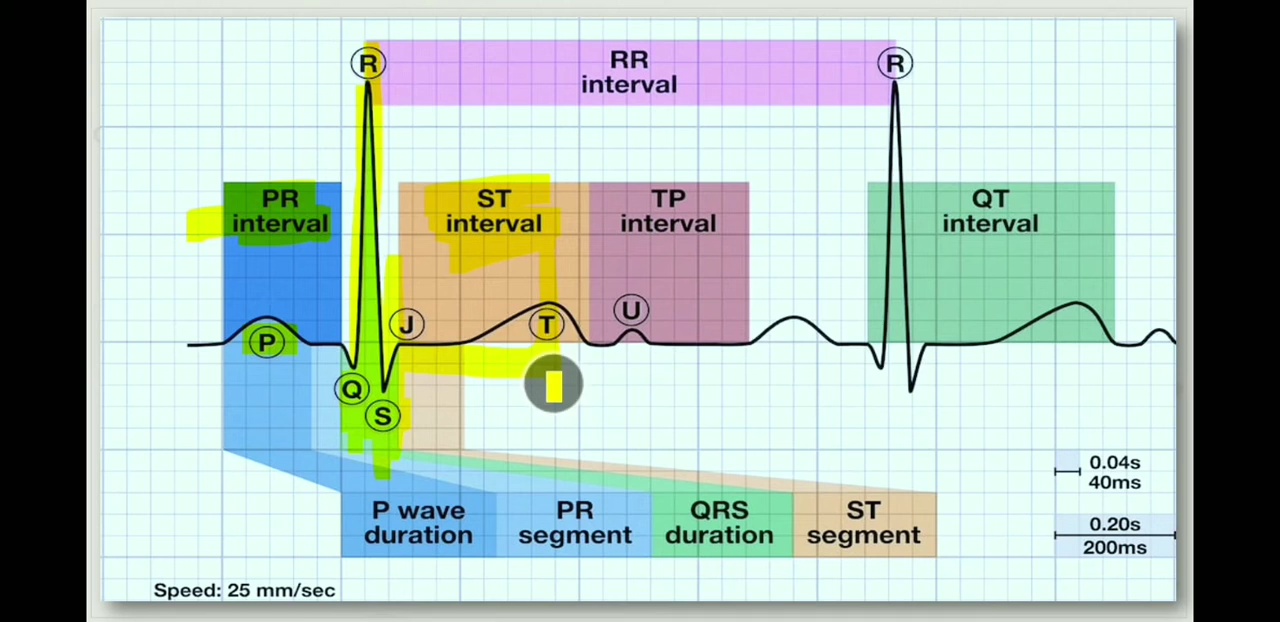 R
RR
interval
R
PR
interval
ST
interval
TP
interval
QT
interval
P
J
T
U
Q
S
0.04s
40ms
P wave
duration
PR
segment
QRS
duration
ST
segment
0.20s
200ms
Speed: 25 mm/sec